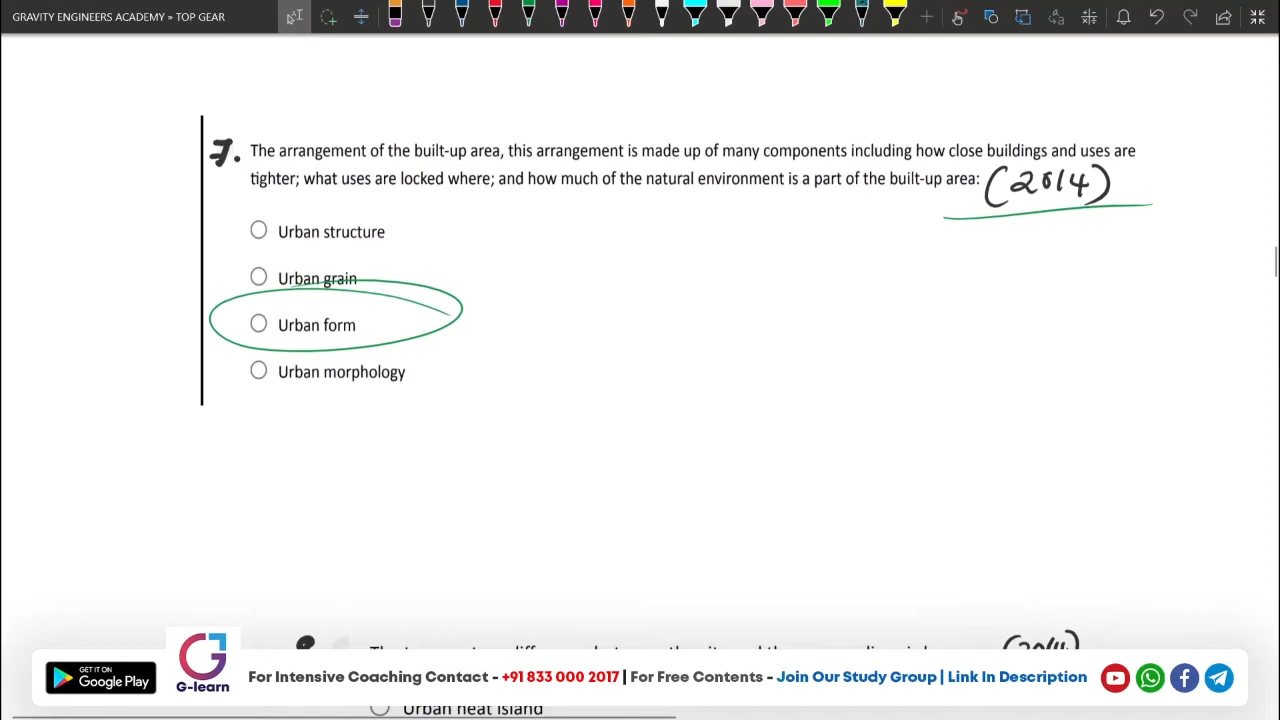 GRAVITY ENGINEERS ACADEMY » TOP GEAR
7. The arrangement of the built-up area, this arrangement is made up of many components including how close buildings and uses are
tighter; what uses are locked where; and how much of the natural environment is a part of the built-up area: (2014)
Urban structure
Urban grain
Urban form
Urban morphology
(2014)
GET IT ON
Google Play
G-learn
For Intensive Coaching Contact - +91 833 000 2017 | For Free Contents - Join Our Study Group | Link In Description
Urban heat island